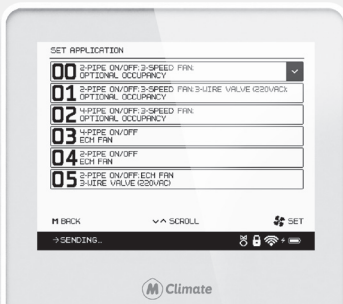 SET APPLICATION
00 2-PIPE ON/OFF:3-SPEED FAN:
OPTIONAL OCCUPANCY
01 2-PIPE ON/OFF:3-SPEED FAN:3-WIRE VALVE (220VAC):
OPTIONAL OCCUPANCY
02 4-PIPE ON/OFF:3-SPEED FAN:
OPTIONAL OCCUPANCY
03 4-PIPE ON/OFF
ECM FAN
04 2-PIPE ON/OFF
ECM FAN
05 2-PIPE ON/OFF:ECM FAN
3-WIRE VALVE (220VAC)
M BACK
SCROLL
SET
→SENDING...
M Climate